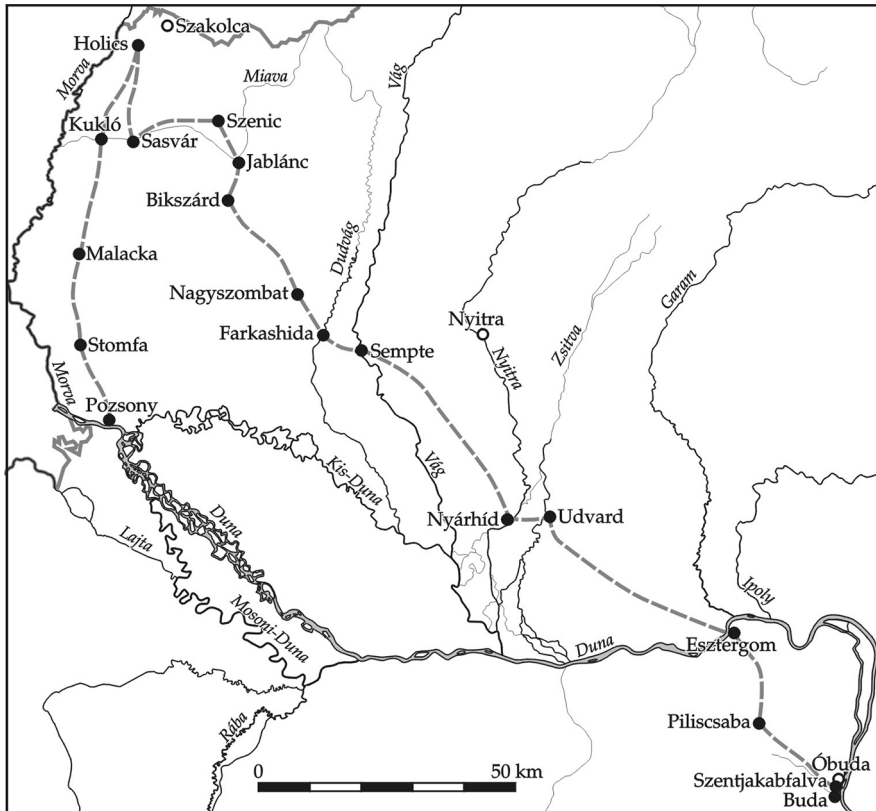 Szakolca
Holics
Morva
Miava
Vág
Kukló
Sasvár
Szenic
Jablánc
Bikszárd
Malacka
Dudvág
Garam
Nagyszombat
Stomfa
Farkashida
Sempte
Nyitra
Nyitra
Zsitva
Morva
Pozsony
Kis-Duna
Vág
Duna
Lajta
Nyárhíd
Udvard
Mosoni-Duna
Ipoly
Duna
Esztergom
Rába
Piliscsaba
0
50 km
Óbuda
Szentjakabfalva
Buda